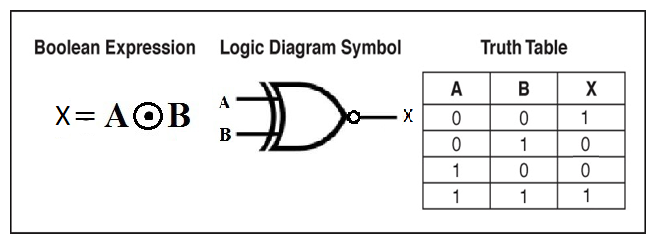 Boolean Expression Logic Diagram Symbol Truth Table
X= A⊙B
A
B
X
A B X
0 0 1
0 1 0
1 0 0
1 1 1